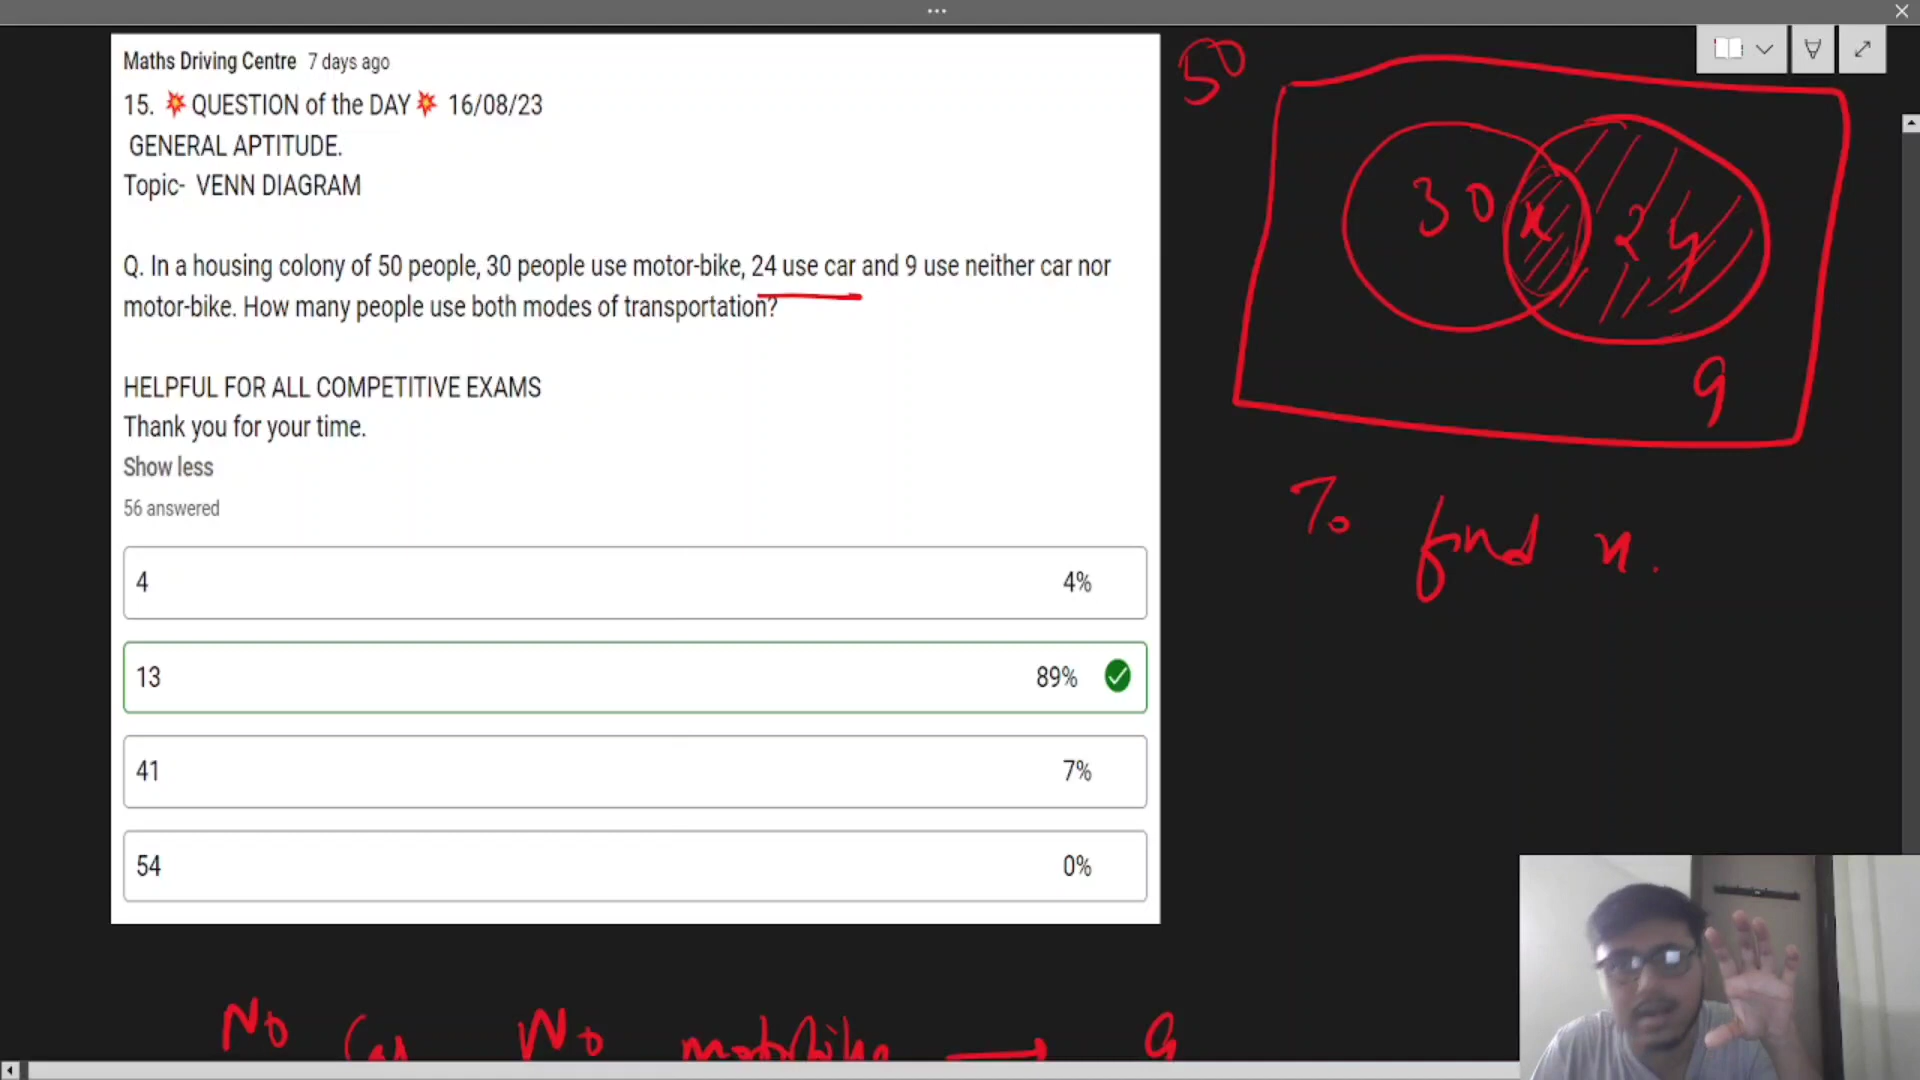 Maths Driving Centre 7 days ago
15. 💥 QUESTION of the DAY 💥 16/08/23
GENERAL APTITUDE.
Topic- VENN DIAGRAM
Q. In a housing colony of 50 people, 30 people use motor-bike, 24 use car and 9 use neither car nor
motor-bike. How many people use both modes of transportation?
HELPFUL FOR ALL COMPETITIVE EXAMS
Thank you for your time.
Show less
56 answered
4 4%
13 89%
41 7%
54 0%
50
30 x 24
9
To find x.
No Car No motorbike → 9